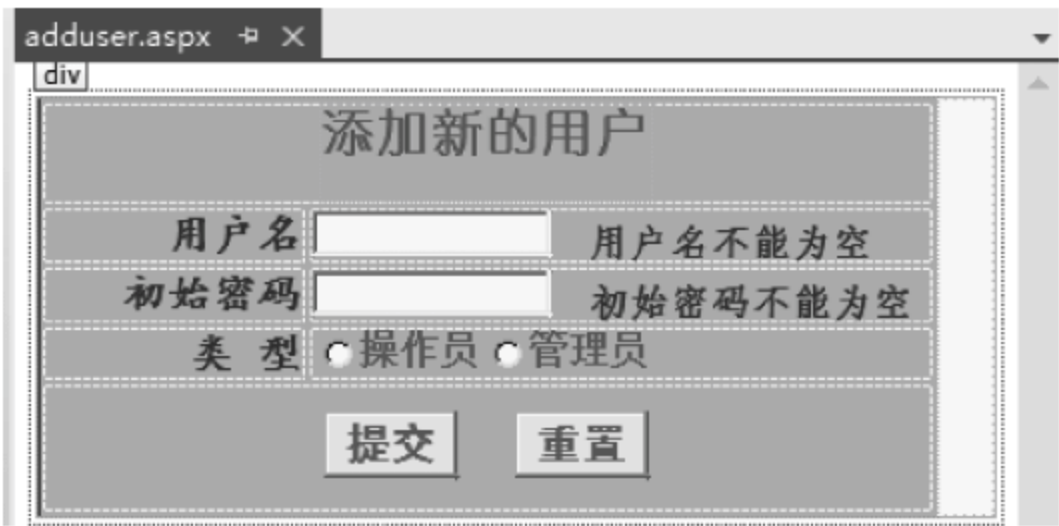 adduser.aspx
div
添加新的用户
用户名 用户名不能为空
初始密码 初始密码不能为空
类 型 操作员 管理员
提交 重置